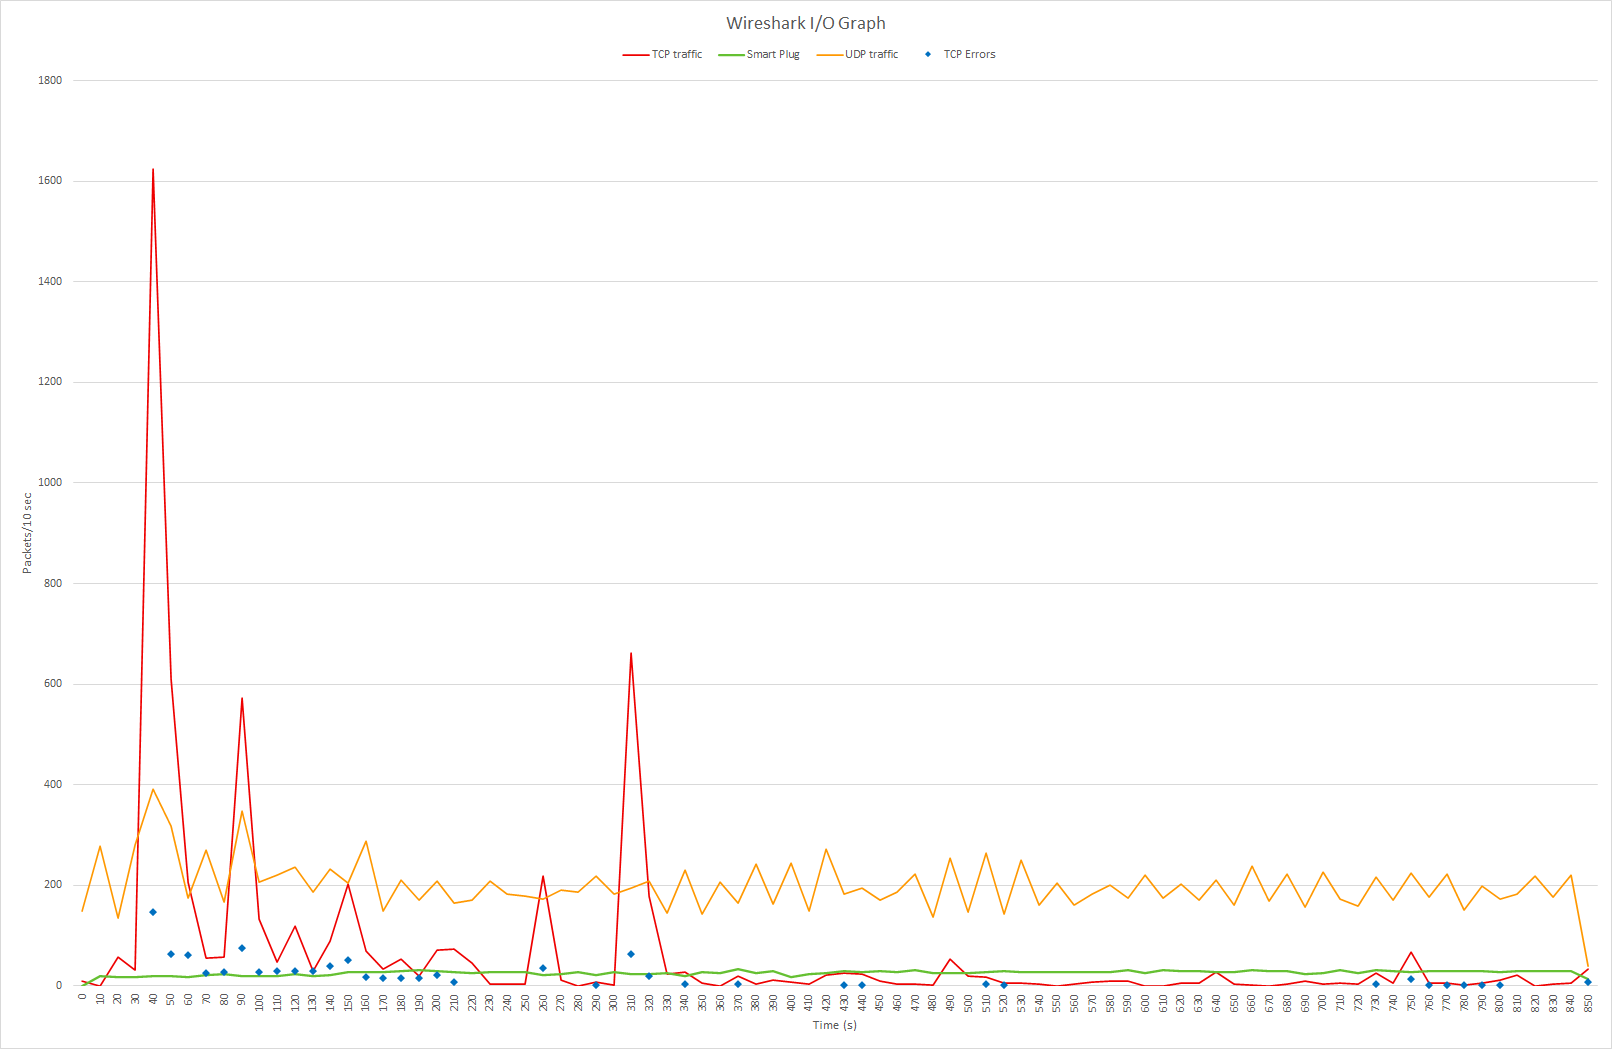 Wireshark I/O Graph
TCP traffic Smart Plug UDP traffic TCP Errors
1800
1600
1400
1200
1000
800
600
400
200
0
Packets/10 sec
0 10 20 30 40 50 60 70 80 90 100 110 120 130 140 150 160 170 180 190 200 210 220 230 240 250 260 270 280 290 300 310 320 330 340 350 360 370 380 390 400 410 420 430 440 450 460 470 480 490 500 510 520 530 540 550 560 570 580 590 600 610 620 630 640 650 660 670 680 690 700 710 720 730 740 750 760 770 780 790 800 810 820 830 840 850
Time (s)